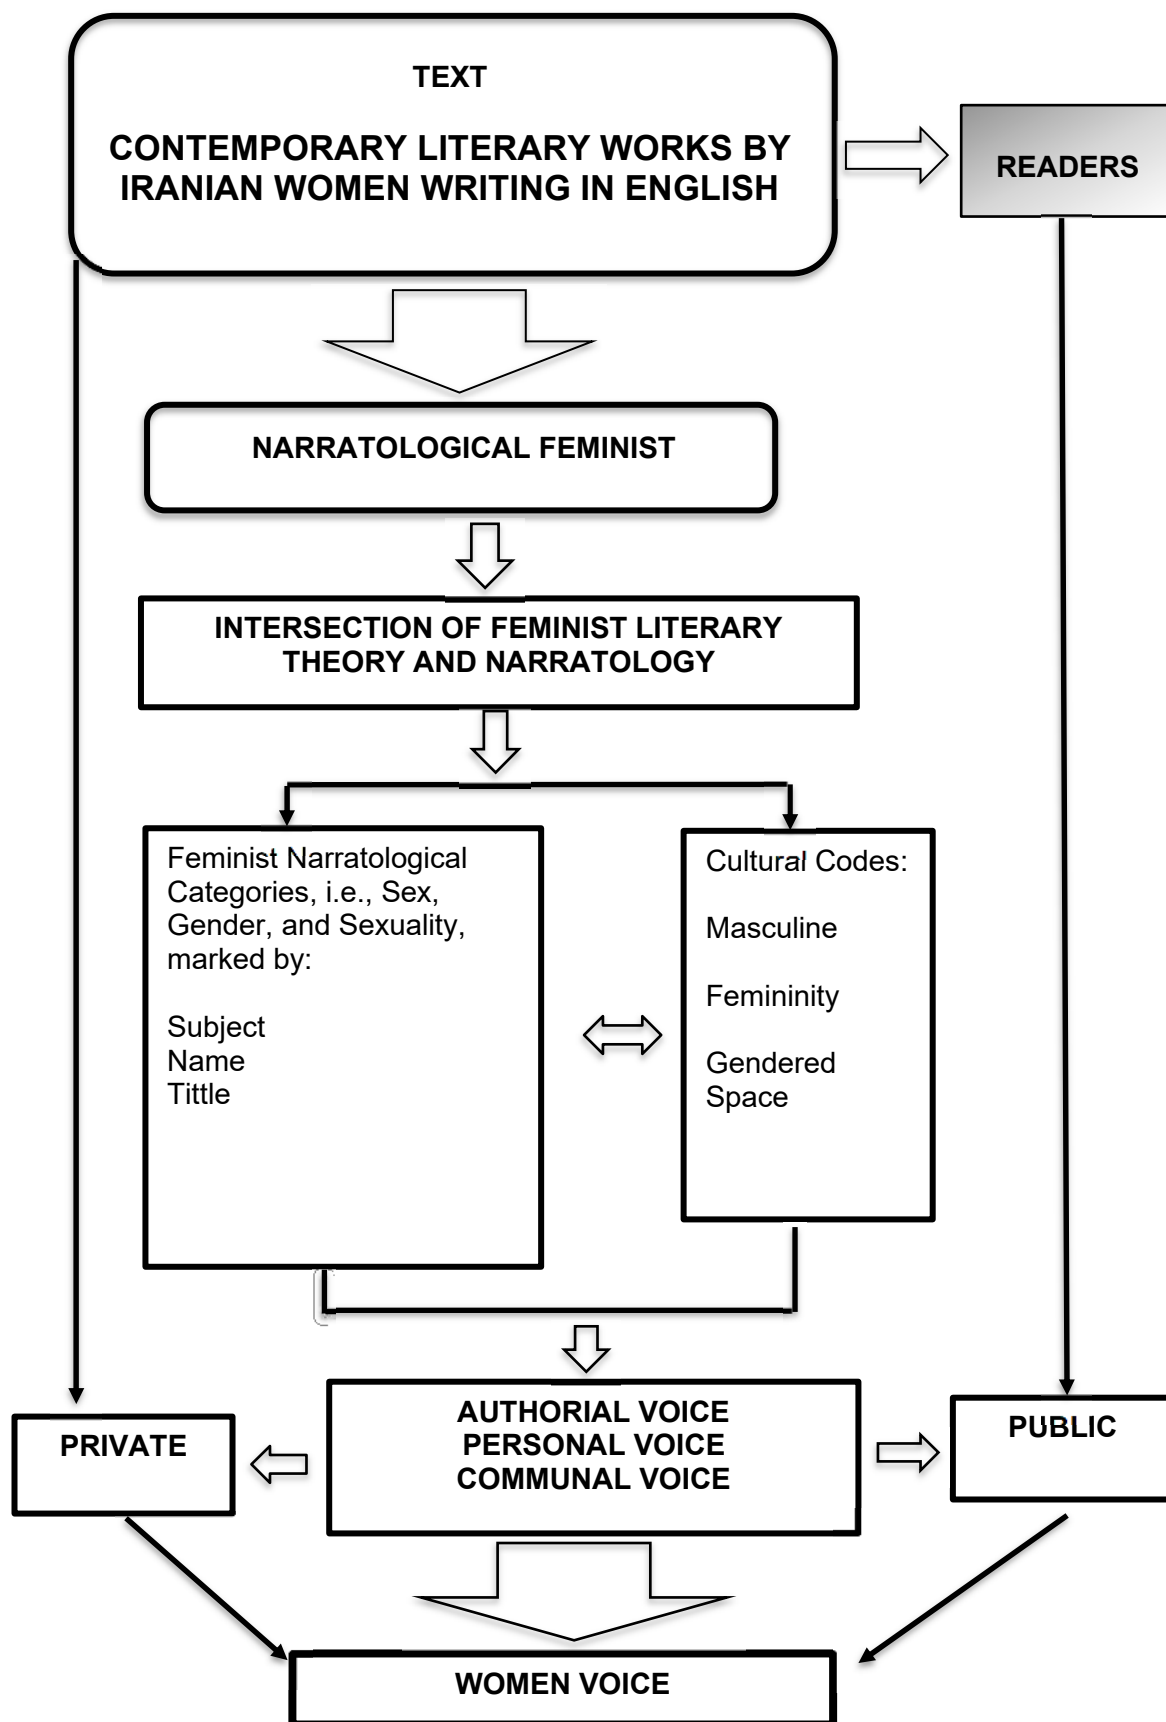 TEXT
CONTEMPORARY LITERARY WORKS BY
IRANIAN WOMEN WRITING IN ENGLISH
READERS
NARRATOLOGICAL FEMINIST
INTERSECTION OF FEMINIST LITERARY
THEORY AND NARRATOLOGY
Feminist Narratological
Categories, i.e., Sex,
Gender, and Sexuality,
marked by:
Subject
Name
Tittle
Cultural Codes:
Masculine
Femininity
Gendered
Space
PRIVATE
AUTHORIAL VOICE
PERSONAL VOICE
COMMUNAL VOICE
PUBLIC
WOMEN VOICE